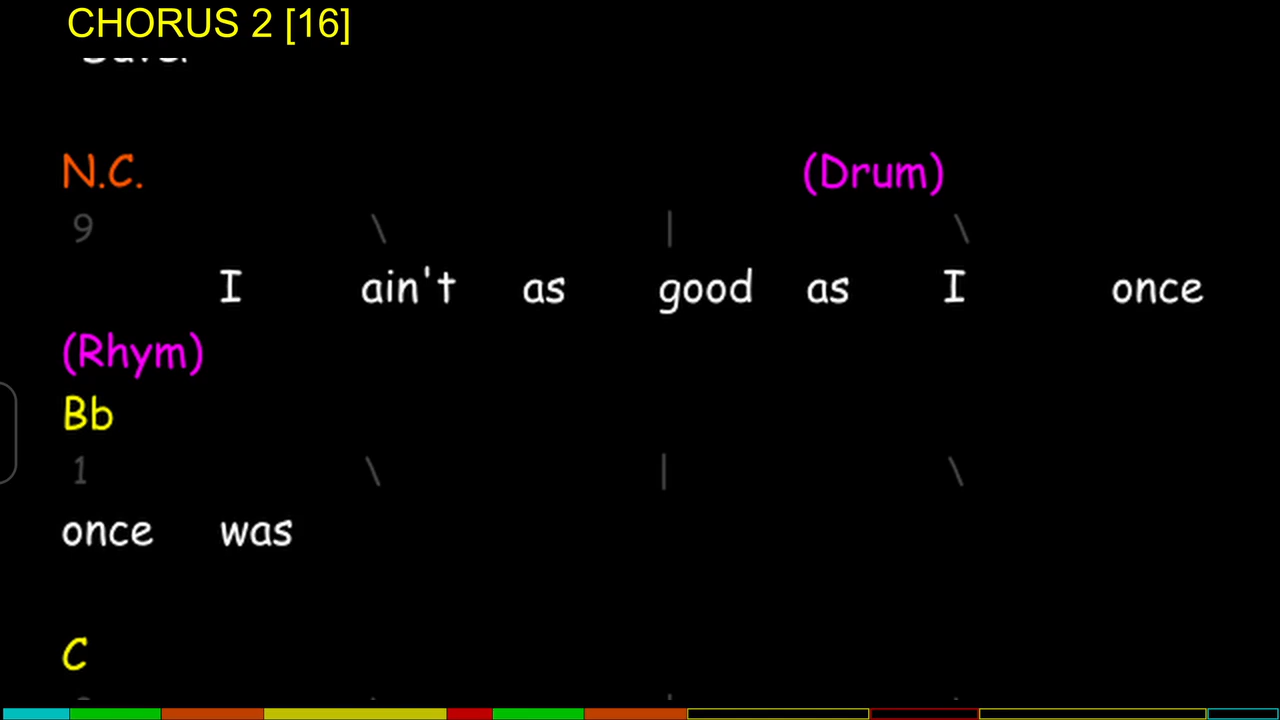 CHORUS 2 [16]
N.C. (Drum)
9 \ | \
I ain't as good as I once
(Rhym)
Bb
1 \ | \
once was
C